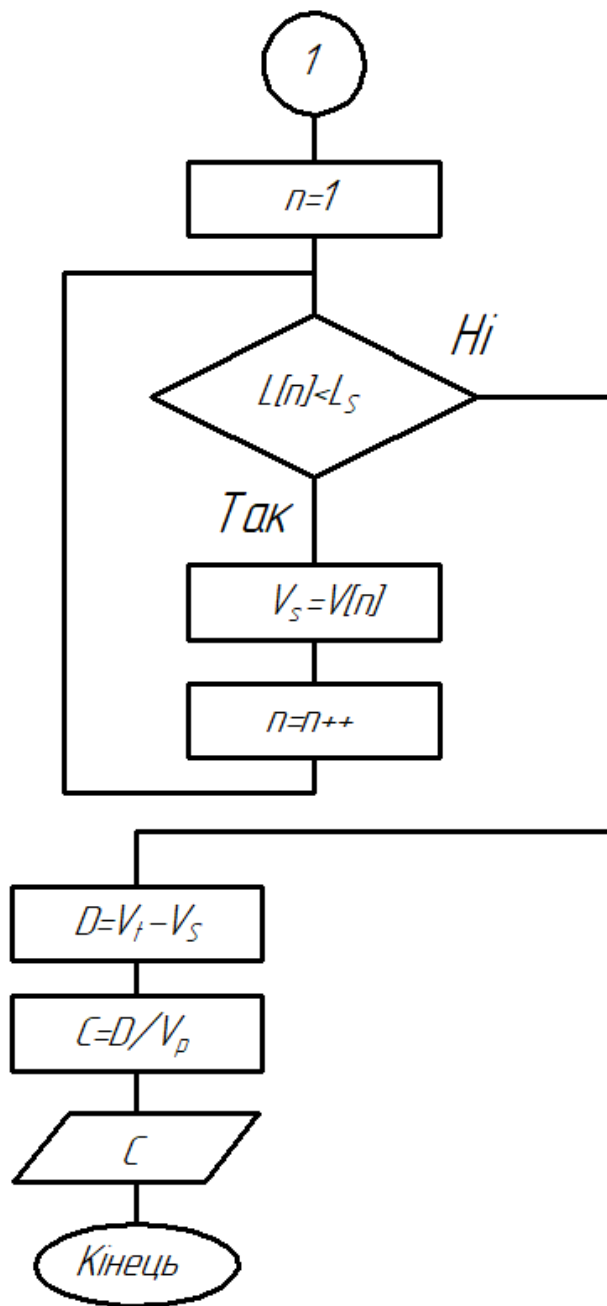 1
n=1
L[n]<L_S
Ні
Так
V_s=V[n]
n=n++
D=V_t-V_S
C=D/V_p
C
Кінець